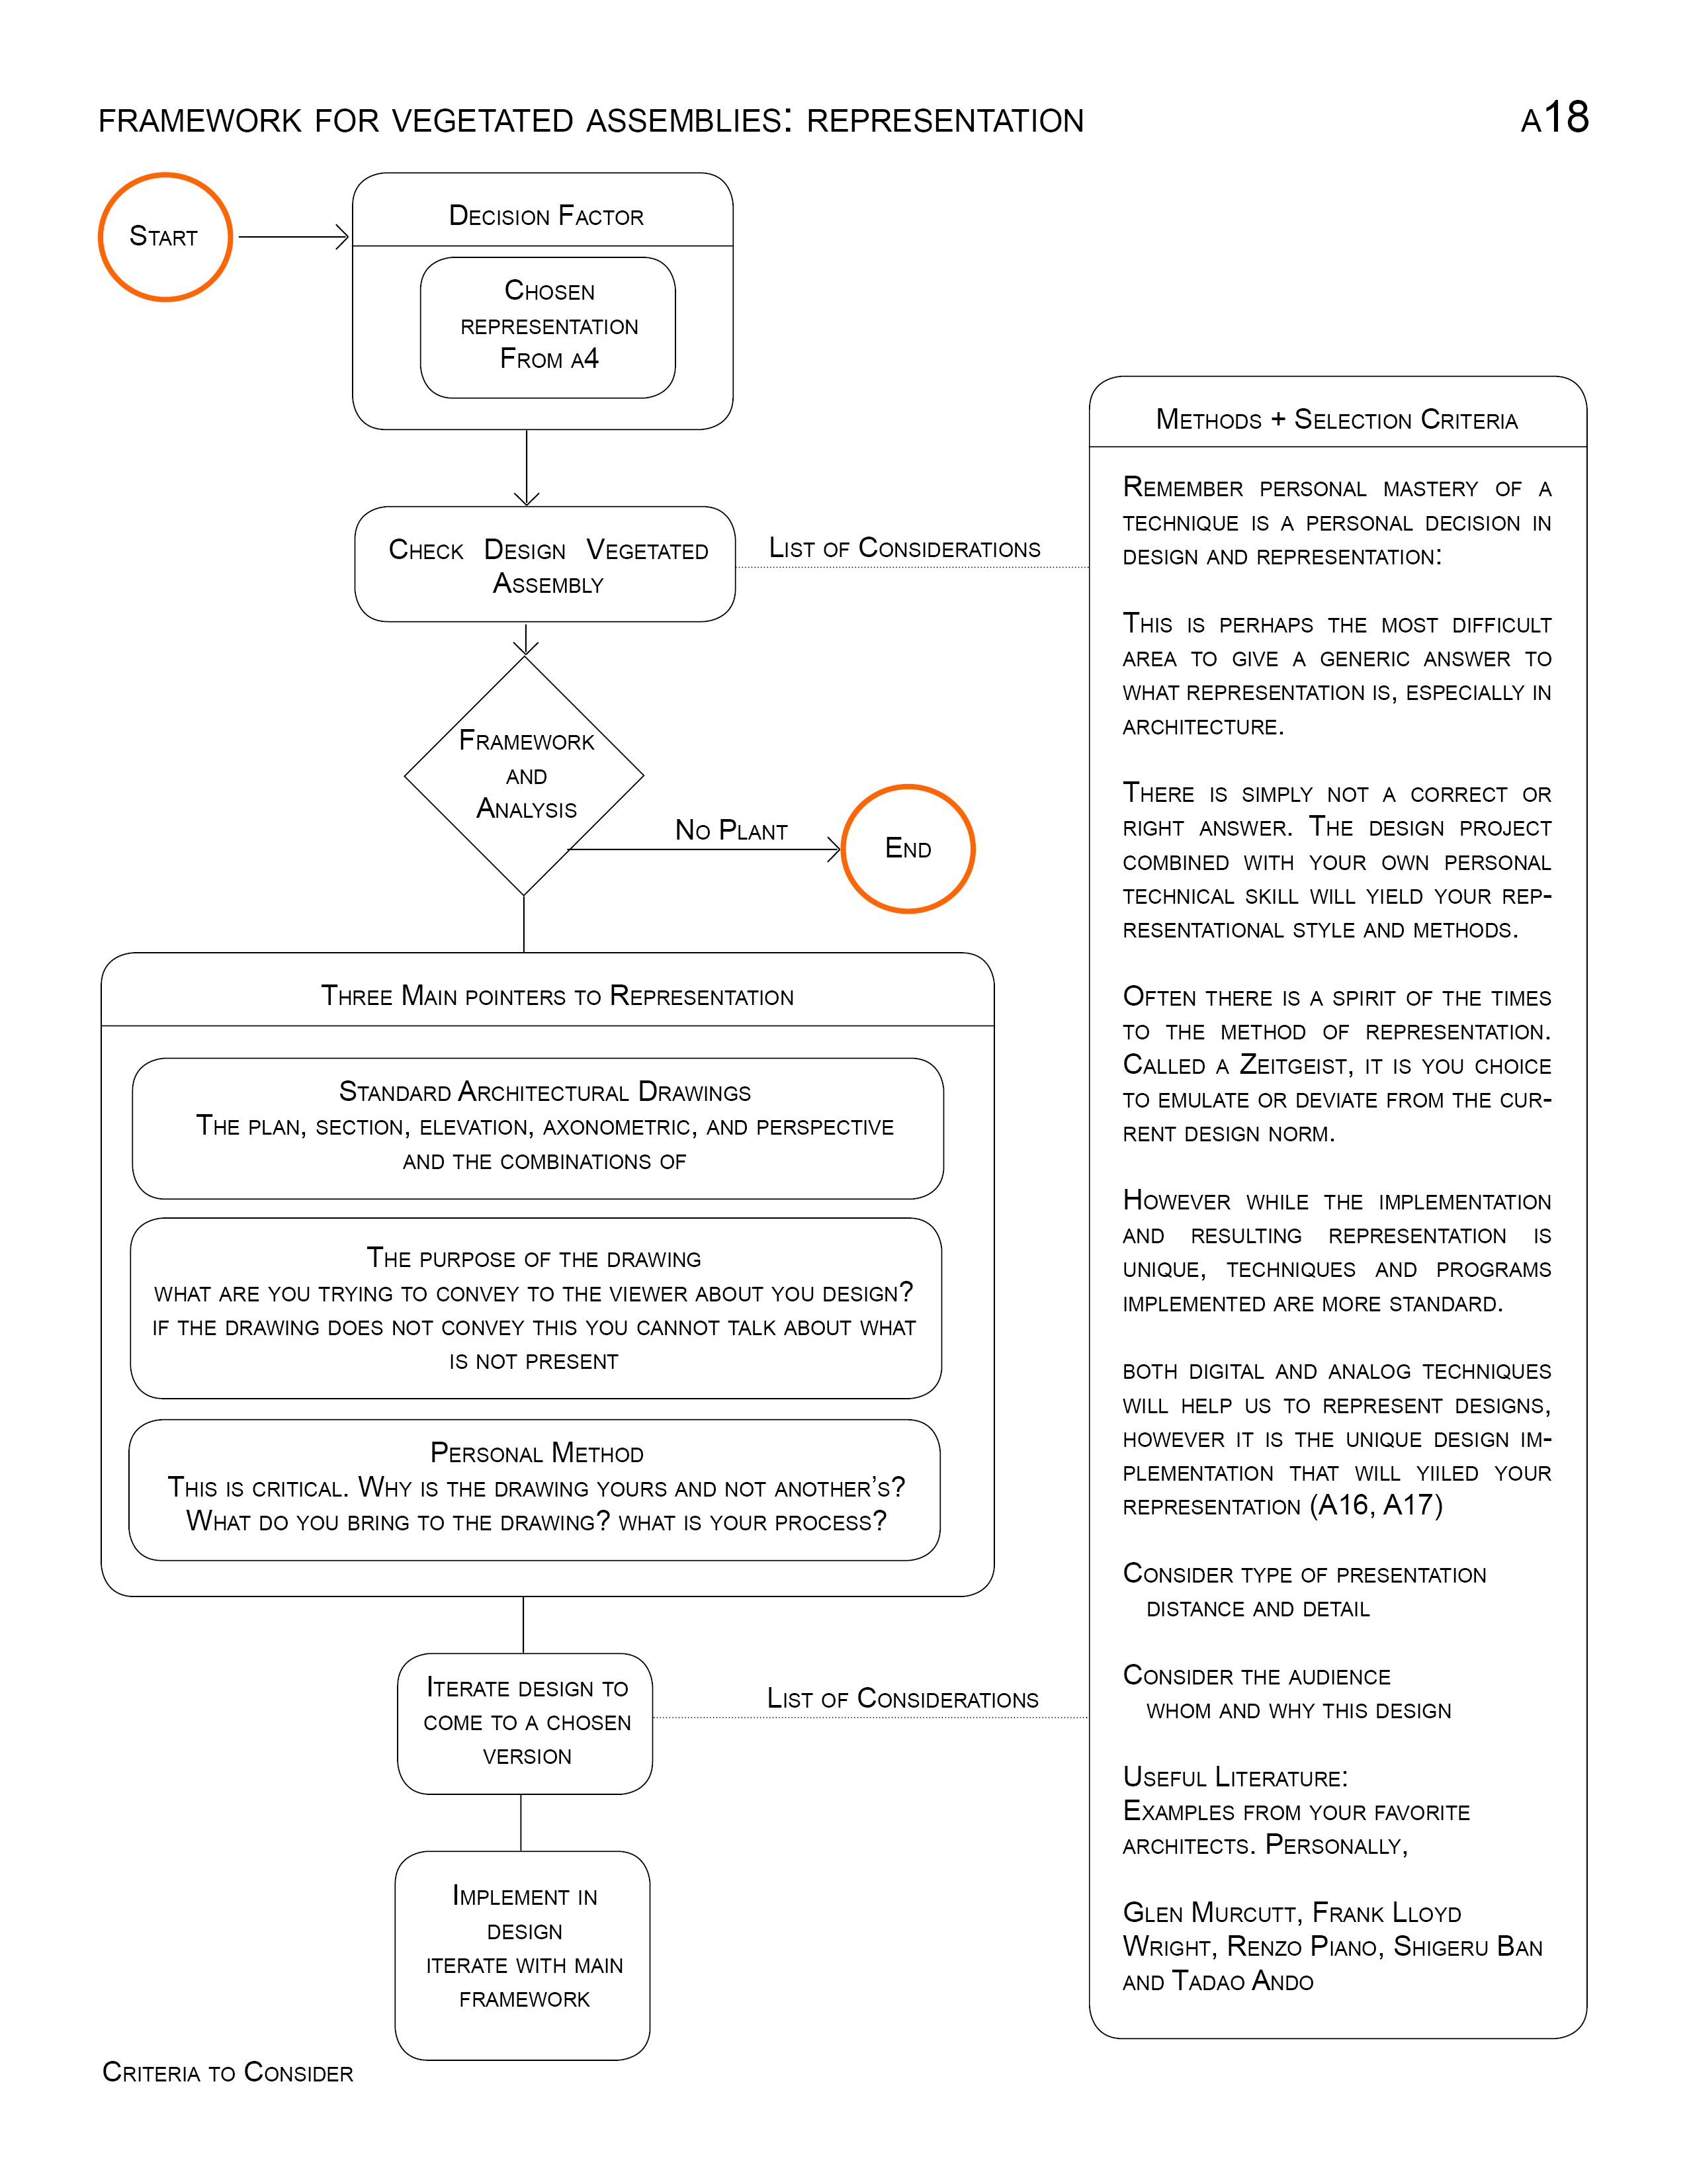 FRAMEWORK FOR VEGETATED ASSEMBLIES: REPRESENTATION
A18
START
DECISION FACTOR
CHOSEN
REPRESENTATION
FROM A4
CHECK DESIGN VEGETATED
ASSEMBLY
LIST OF CONSIDERATIONS
FRAMEWORK
AND
ANALYSIS
NO PLANT
END
THREE MAIN POINTERS TO REPRESENTATION
STANDARD ARCHITECTURAL DRAWINGS
THE PLAN, SECTION, ELEVATION, AXONOMETRIC, AND PERSPECTIVE
AND THE COMBINATIONS OF
THE PURPOSE OF THE DRAWING
WHAT ARE YOU TRYING TO CONVEY TO THE VIEWER ABOUT YOU DESIGN?
IF THE DRAWING DOES NOT CONVEY THIS YOU CANNOT TALK ABOUT WHAT
IS NOT PRESENT
PERSONAL METHOD
THIS IS CRITICAL. WHY IS THE DRAWING YOURS AND NOT ANOTHER'S?
WHAT DO YOU BRING TO THE DRAWING? WHAT IS YOUR PROCESS?
ITERATE DESIGN TO
COME TO A CHOSEN
VERSION
LIST OF CONSIDERATIONS
IMPLEMENT IN
DESIGN
ITERATE WITH MAIN
FRAMEWORK
METHODS + SELECTION CRITERIA
REMEMBER PERSONAL MASTERY OF A
TECHNIQUE IS A PERSONAL DECISION IN
DESIGN AND REPRESENTATION:
THIS IS PERHAPS THE MOST DIFFICULT
AREA TO GIVE A GENERIC ANSWER TO
WHAT REPRESENTATION IS, ESPECIALLY IN
ARCHITECTURE.
THERE IS SIMPLY NOT A CORRECT OR
RIGHT ANSWER. THE DESIGN PROJECT
COMBINED WITH YOUR OWN PERSONAL
TECHNICAL SKILL WILL YIELD YOUR REP-
RESENTATIONAL STYLE AND METHODS.
OFTEN THERE IS A SPIRIT OF THE TIMES
TO THE METHOD OF REPRESENTATION.
CALLED A ZEITGEIST, IT IS YOU CHOICE
TO EMULATE OR DEVIATE FROM THE CUR-
RENT DESIGN NORM.
HOWEVER WHILE THE IMPLEMENTATION
AND RESULTING REPRESENTATION IS
UNIQUE, TECHNIQUES AND PROGRAMS
IMPLEMENTED ARE MORE STANDARD.
BOTH DIGITAL AND ANALOG TECHNIQUES
WILL HELP US TO REPRESENT DESIGNS,
HOWEVER IT IS THE UNIQUE DESIGN IM-
PLEMENTATION THAT WILL YIILED YOUR
REPRESENTATION (A16, A17)
CONSIDER TYPE OF PRESENTATION
DISTANCE AND DETAIL
CONSIDER THE AUDIENCE
WHOM AND WHY THIS DESIGN
USEFUL LITERATURE:
EXAMPLES FROM YOUR FAVORITE
ARCHITECTS. PERSONALLY,
GLEN MURCUTT, FRANK LLOYD
WRIGHT, RENZO PIANO, SHIGERU BAN
AND TADAO ANDO
CRITERIA TO CONSIDER